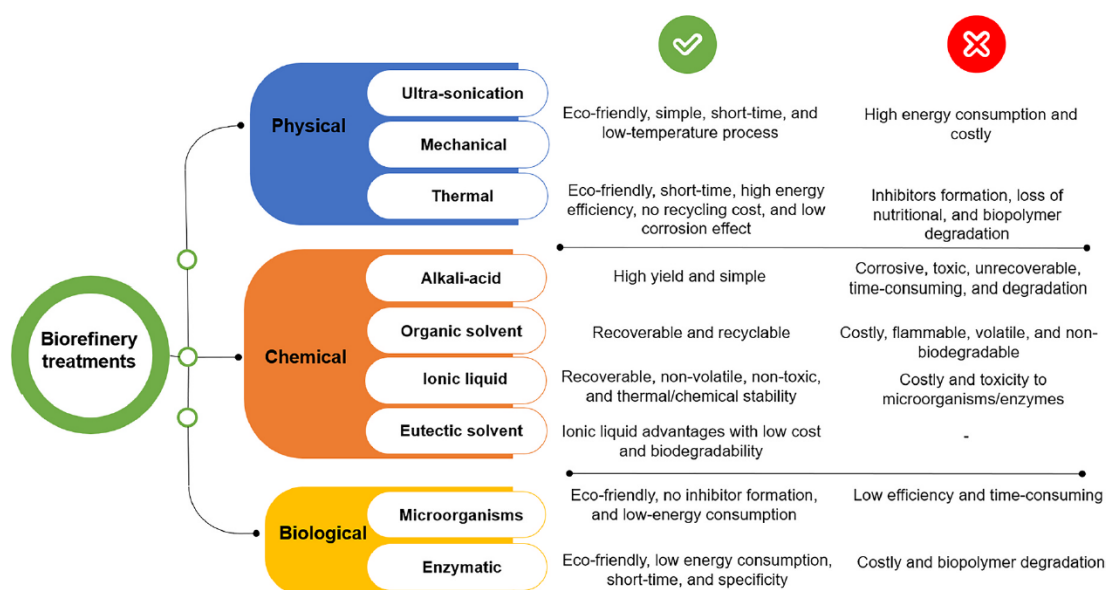 Biorefinery
treatments
Physical
Ultra-sonication
Mechanical
Eco-friendly, simple, short-time, and
low-temperature process
High energy consumption and
costly
Thermal
Eco-friendly, short-time, high energy
efficiency, no recycling cost, and low
corrosion effect
Inhibitors formation, loss of
nutritional, and biopolymer
degradation
Chemical
Alkali-acid
High yield and simple
Corrosive, toxic, unrecoverable,
time-consuming, and degradation
Organic solvent
Recoverable and recyclable
Costly, flammable, volatile, and non-
biodegradable
Ionic liquid
Recoverable, non-volatile, non-toxic,
and thermal/chemical stability
Costly and toxicity to
microorganisms/enzymes
Eutectic solvent
Ionic liquid advantages with low cost
and biodegradability
-
Biological
Microorganisms
Eco-friendly, no inhibitor formation,
and low-energy consumption
Low efficiency and time-consuming
Enzymatic
Eco-friendly, low energy consumption,
short-time, and specificity
Costly and biopolymer degradation